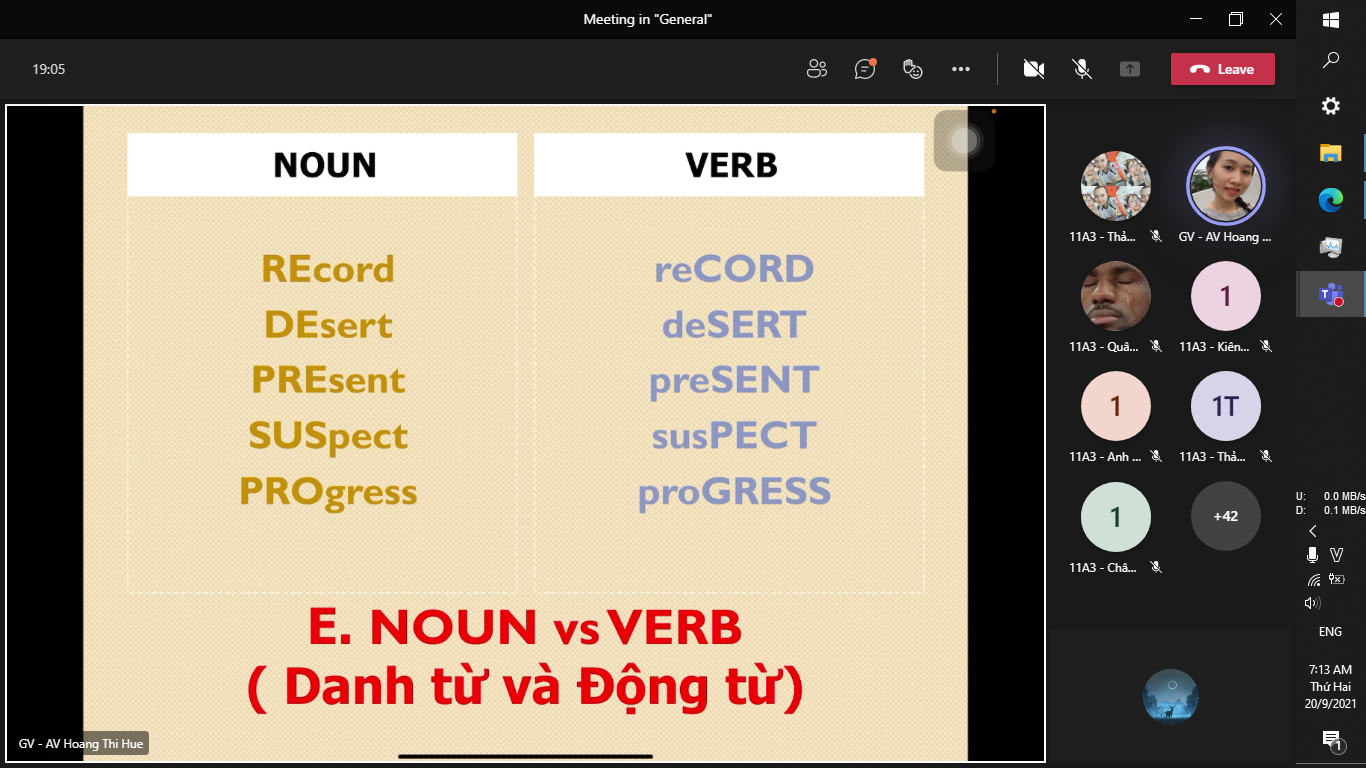 Meeting in "General"
19:05
Leave
NOUN
VERB
REcord
reCORD
DEsert
deSERT
PREsent
preSENT
SUSpect
susPECT
PROgress
proGRESS
E. NOUN vs VERB
( Danh từ và Động từ)
GV - AV Hoang Thi Hue
11A3 - Thả...
GV - AV Hoang ...
1
11A3 - Quâ...
11A3 - Kiên...
1
1T
11A3 - Anh ...
11A3 - Thả...
1
+42
11A3 - Châ...
T
U: 0.0 MB/s
D: 0.1 MB/s
V
ENG
7:13 AM
Thứ Hai
20/9/2021
1